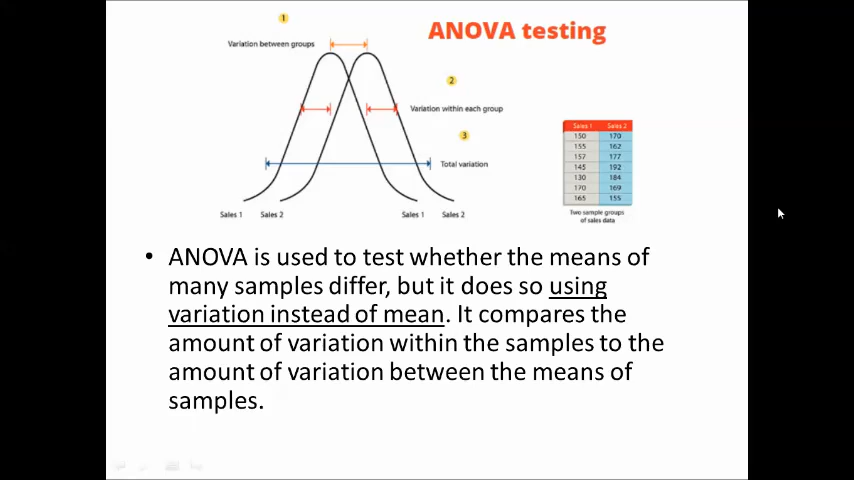 1
ANOVA testing
Variation between groups
2
Variation within each group
3
Total variation
Sales 1 Sales 2 Sales 1 Sales 2
Sales 1 Sales 2
150 170
155 162
157 177
145 192
130 184
170 169
165 155
Two sample groups
of sales data
• ANOVA is used to test whether the means of
many samples differ, but it does so using
variation instead of mean. It compares the
amount of variation within the samples to the
amount of variation between the means of
samples.